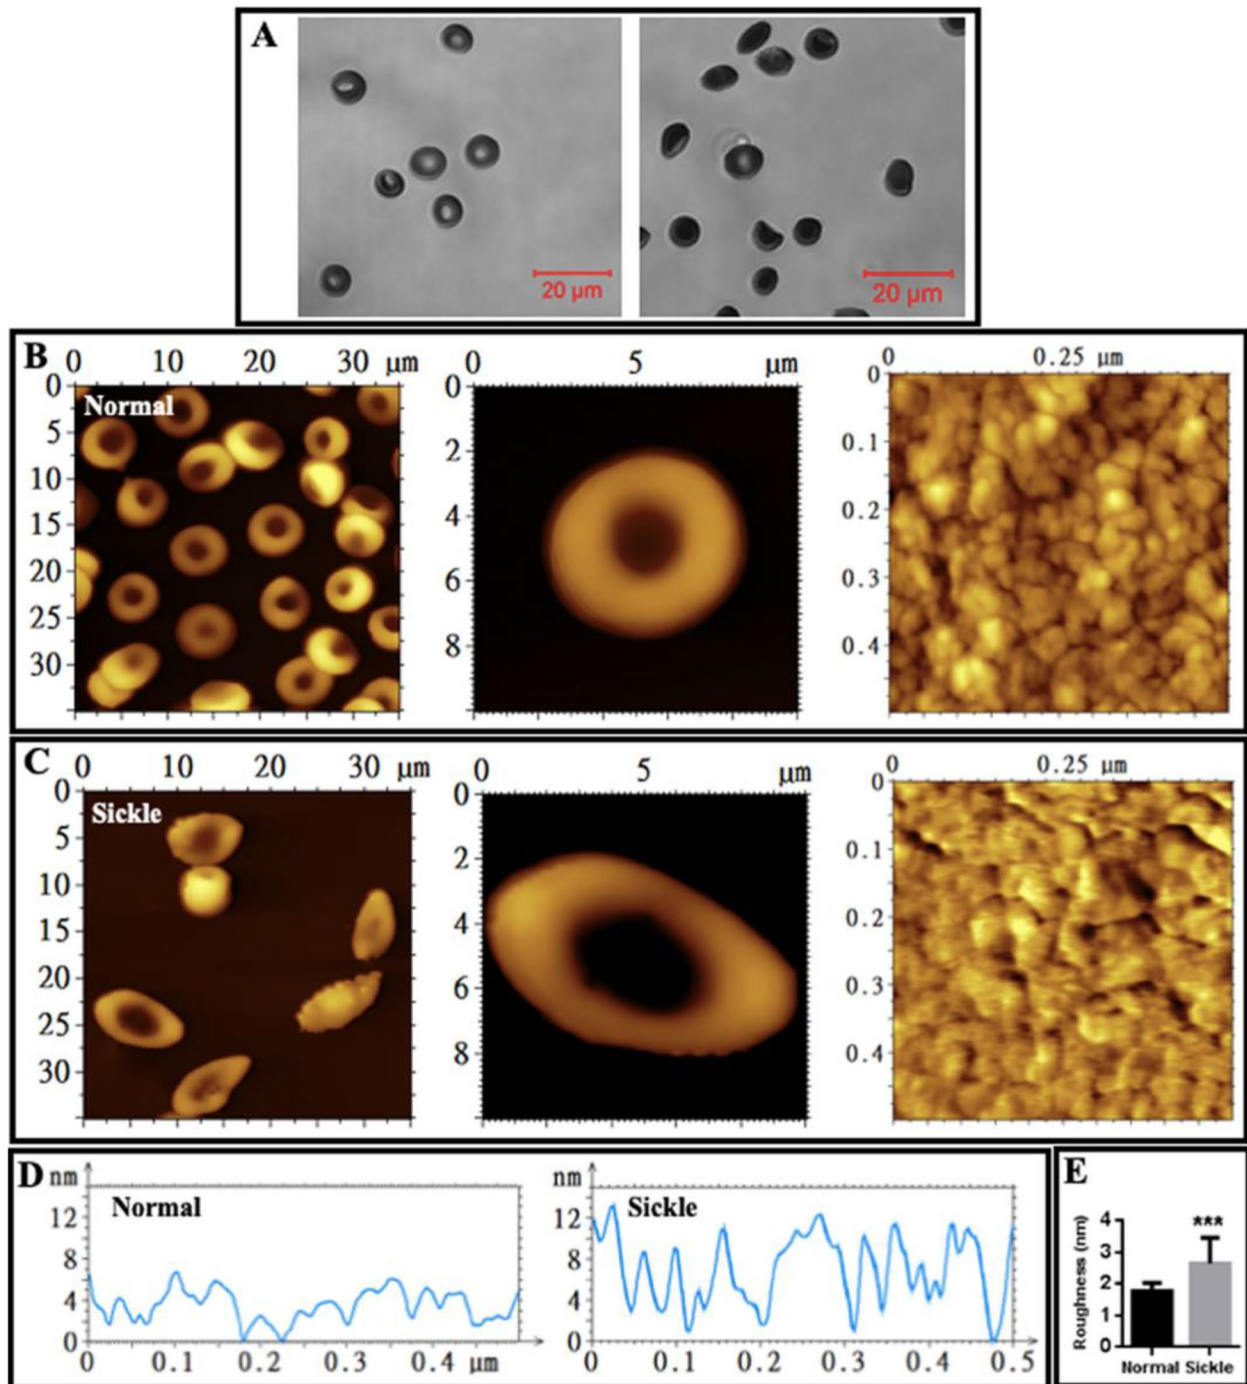 A
20 μm
20 μm
B
0 10 20 30 μm
0 5 μm
0 0.25 μm
Normal
0
5
10
15
20
25
30
0
2
4
6
8
0
0.1
0.2
0.3
0.4
C
0 10 20 30 μm
0 5 μm
0 0.25 μm
Sickle
0
5
10
15
20
25
30
0
2
4
6
8
0
0.1
0.2
0.3
0.4
D
nm
Normal
12
8
4
0
0 0.1 0.2 0.3 0.4 μm
nm
Sickle
12
8
4
0
0 0.1 0.2 0.3 0.4 0.5
E
***
Roughness (nm)
4
3
2
1
0
Normal Sickle